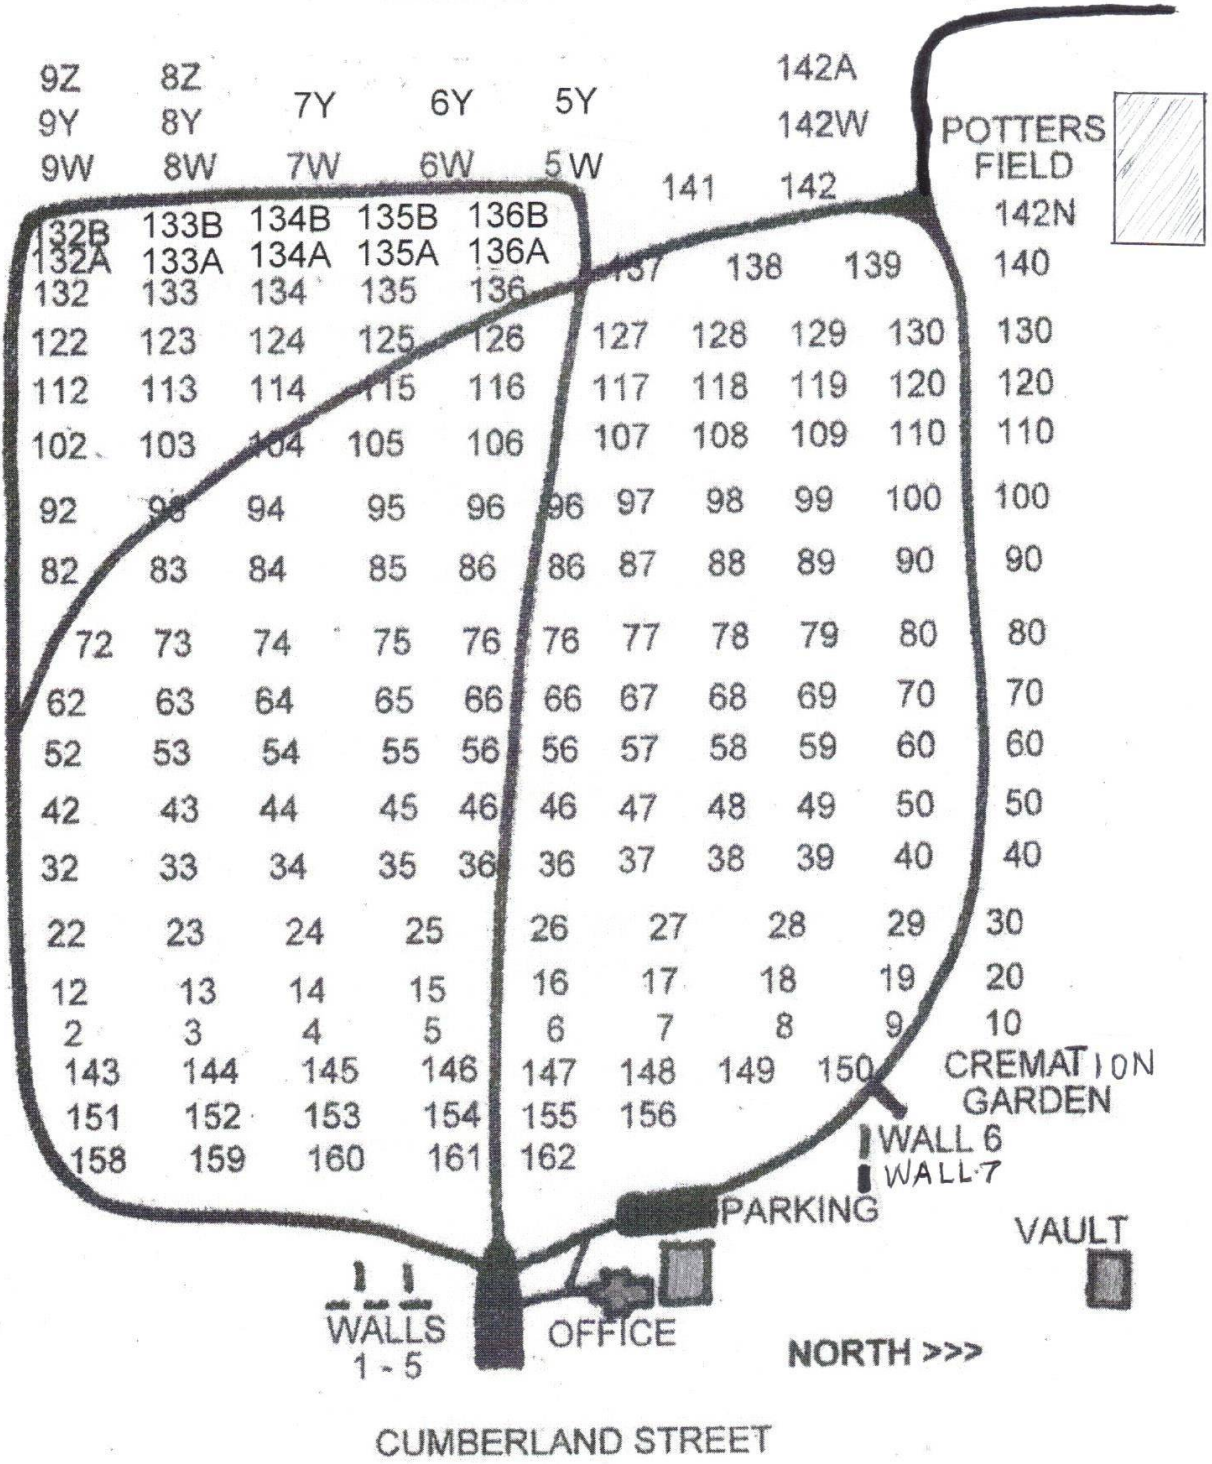 9Z 8Z 142A
7Y 6Y 5Y
9Y 8Y 142W POTTERS
9W 8W 7W 6W 5W FIELD
141 142
132B 133B 134B 135B 136B 142N
132A 133A 134A 135A 136A 137 138 139 140
132 133 134 135 136
122 123 124 125 126 127 128 129 130 130
112 113 114 115 116 117 118 119 120 120
102 103 104 105 106 107 108 109 110 110
92 93 94 95 96 96 97 98 99 100 100
82 83 84 85 86 86 87 88 89 90 90
72 73 74 75 76 76 77 78 79 80 80
62 63 64 65 66 66 67 68 69 70 70
52 53 54 55 56 56 57 58 59 60 60
42 43 44 45 46 46 47 48 49 50 50
32 33 34 35 36 36 37 38 39 40 40
22 23 24 25 26 27 28 29 30
12 13 14 15 16 17 18 19 20
2 3 4 5 6 7 8 9 10
143 144 145 146 147 148 149 150 CREMATION
GARDEN
151 152 153 154 155 156
WALL 6
158 159 160 161 162 WALL 7
PARKING
VAULT
WALLS OFFICE
1 - 5
NORTH >>>
CUMBERLAND STREET